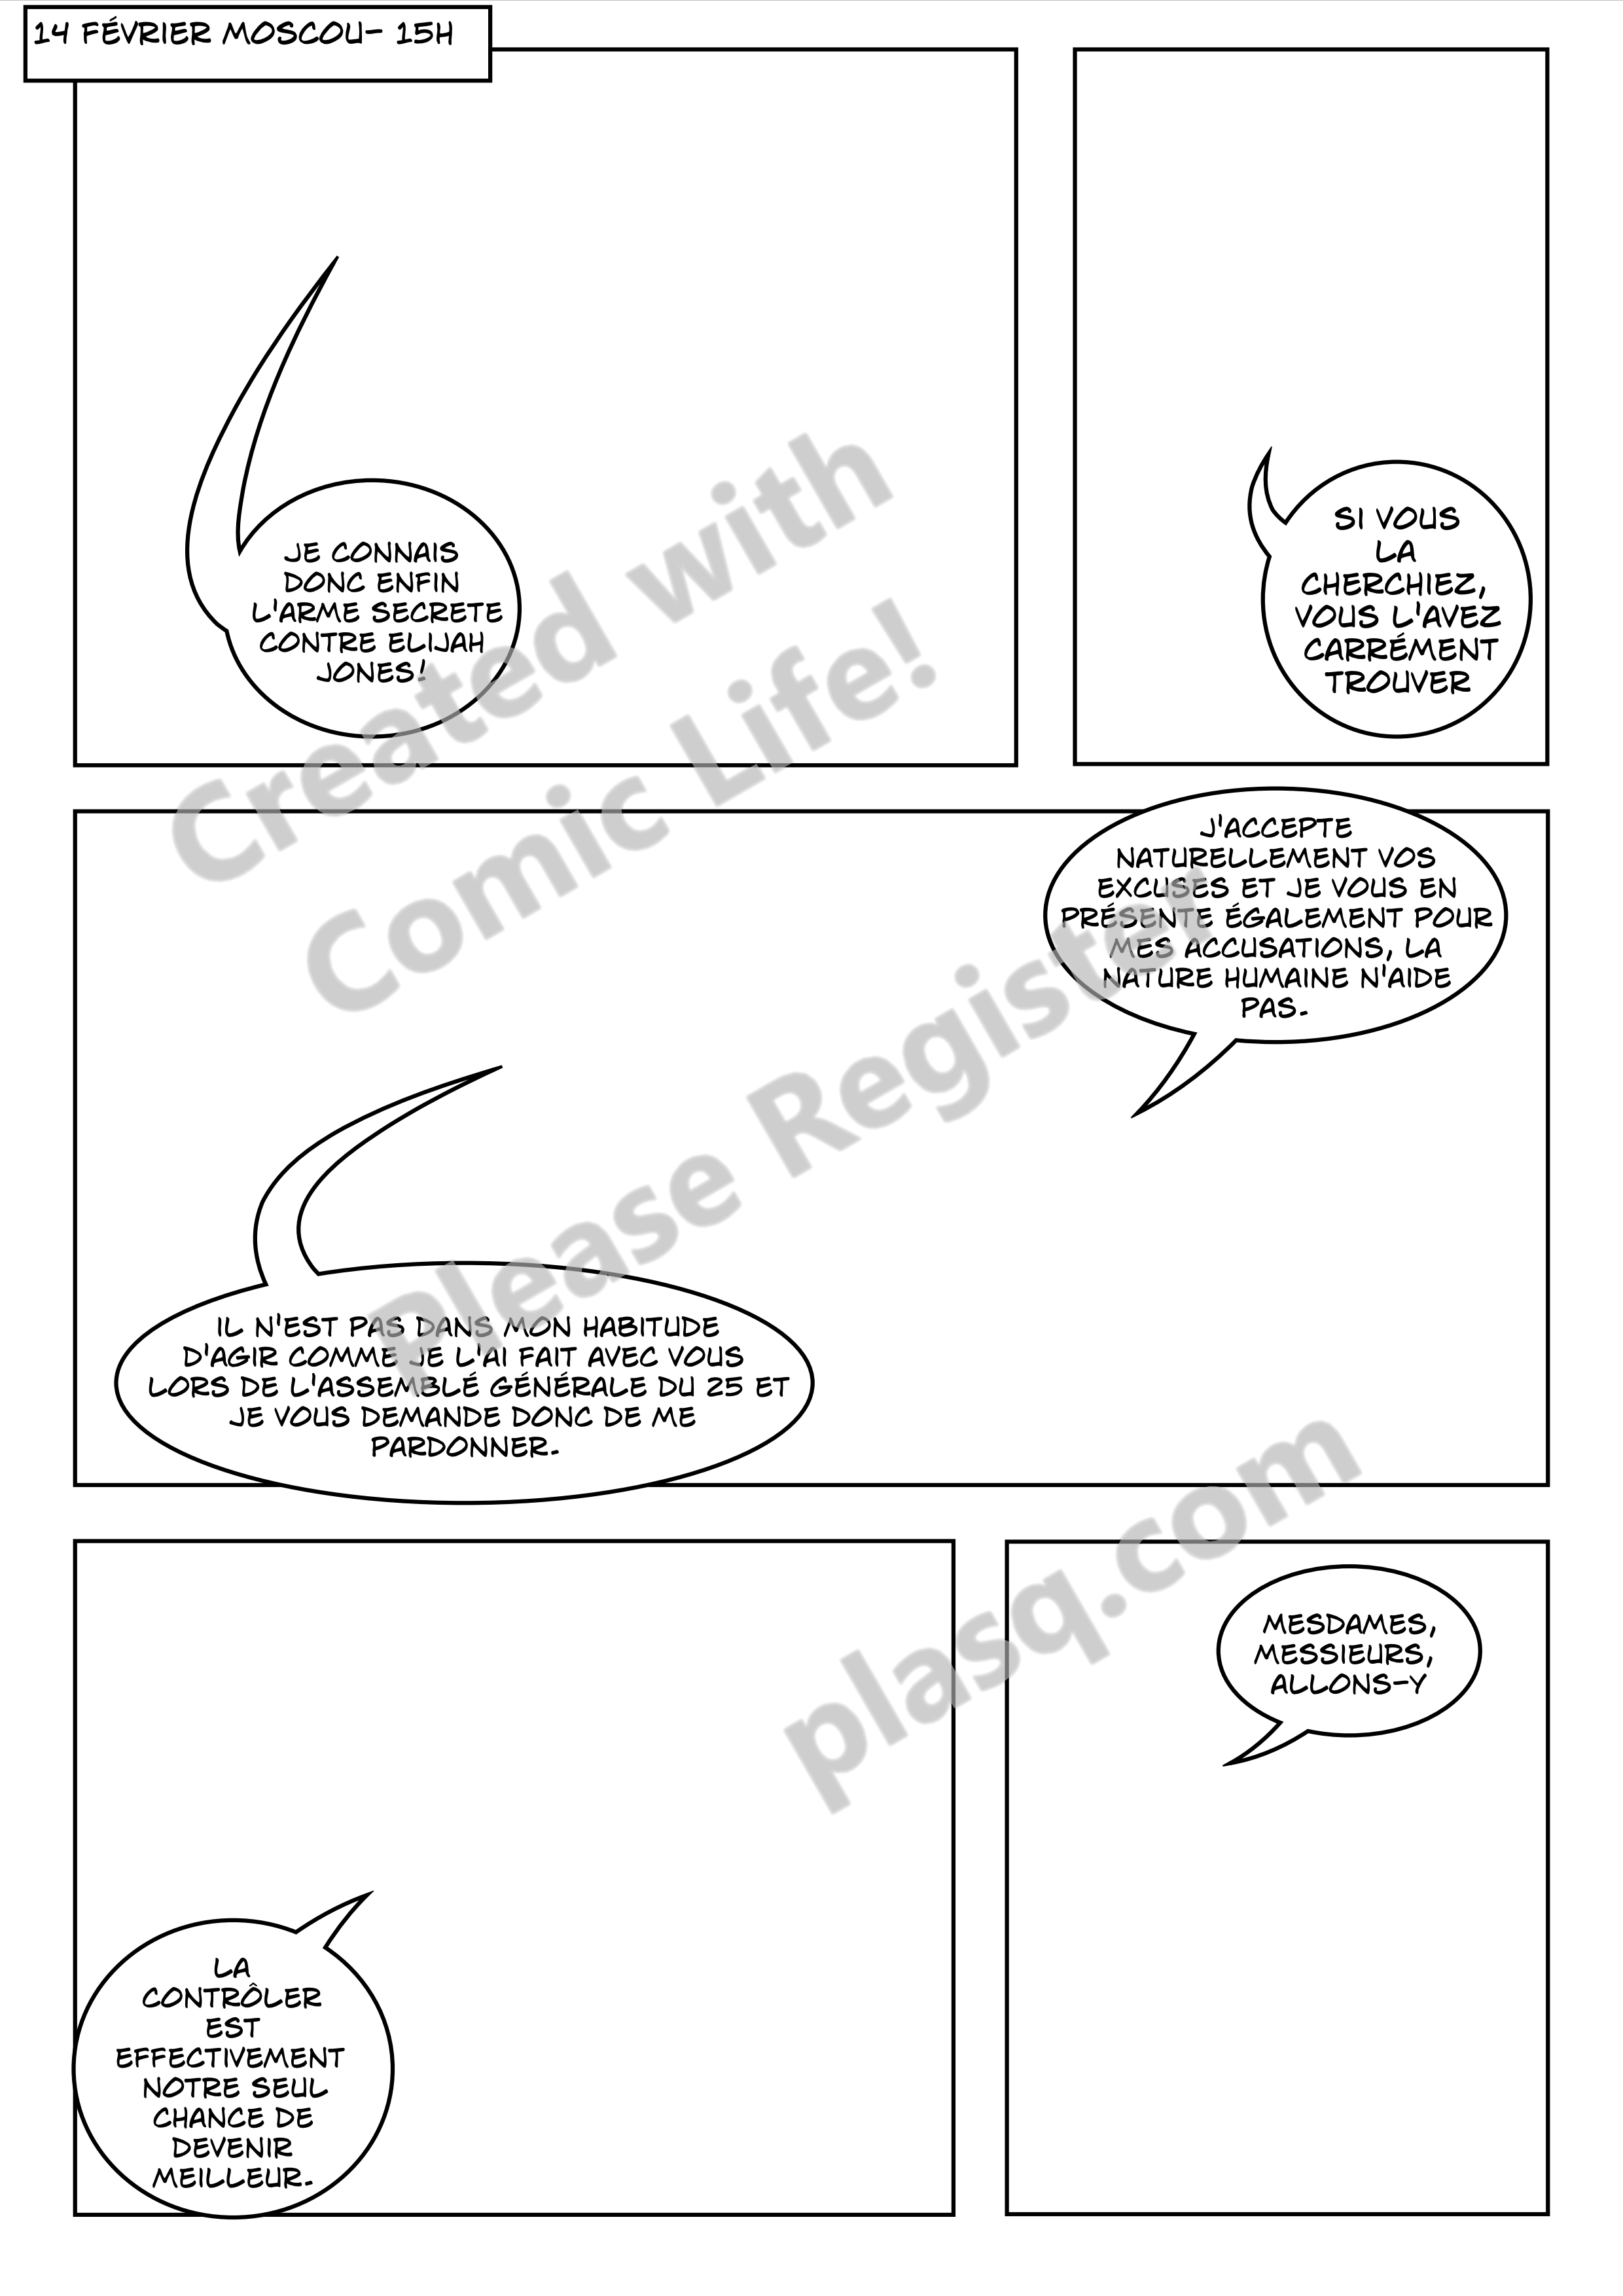 14 FÉVRIER MOSCOU- 15H
JE CONNAIS
DONC ENFIN
L'ARME SECRETE
CONTRE ELIJAH
JONES!
SI VOUS
LA
CHERCHIEZ,
VOUS L'AVEZ
CARRÉMENT
TROUVER
J'ACCEPTE
NATURELLEMENT VOS
EXCUSES ET JE VOUS EN
PRÉSENTE ÉGALEMENT POUR
MES ACCUSATIONS, LA
NATURE HUMAINE N'AIDE
PAS.
IL N'EST PAS DANS MON HABITUDE
D'AGIR COMME JE L'AI FAIT AVEC VOUS
LORS DE L'ASSEMBLÉ GÉNÉRALE DU 25 ET
JE VOUS DEMANDE DONC DE ME
PARDONNER.
LA
CONTRÔLER
EST
EFFECTIVEMENT
NOTRE SEUL
CHANCE DE
DEVENIR
MEILLEUR.
MESDAMES,
MESSIEURS,
ALLONS-Y
Created with
Comic Life!
Please Register
plasq.com